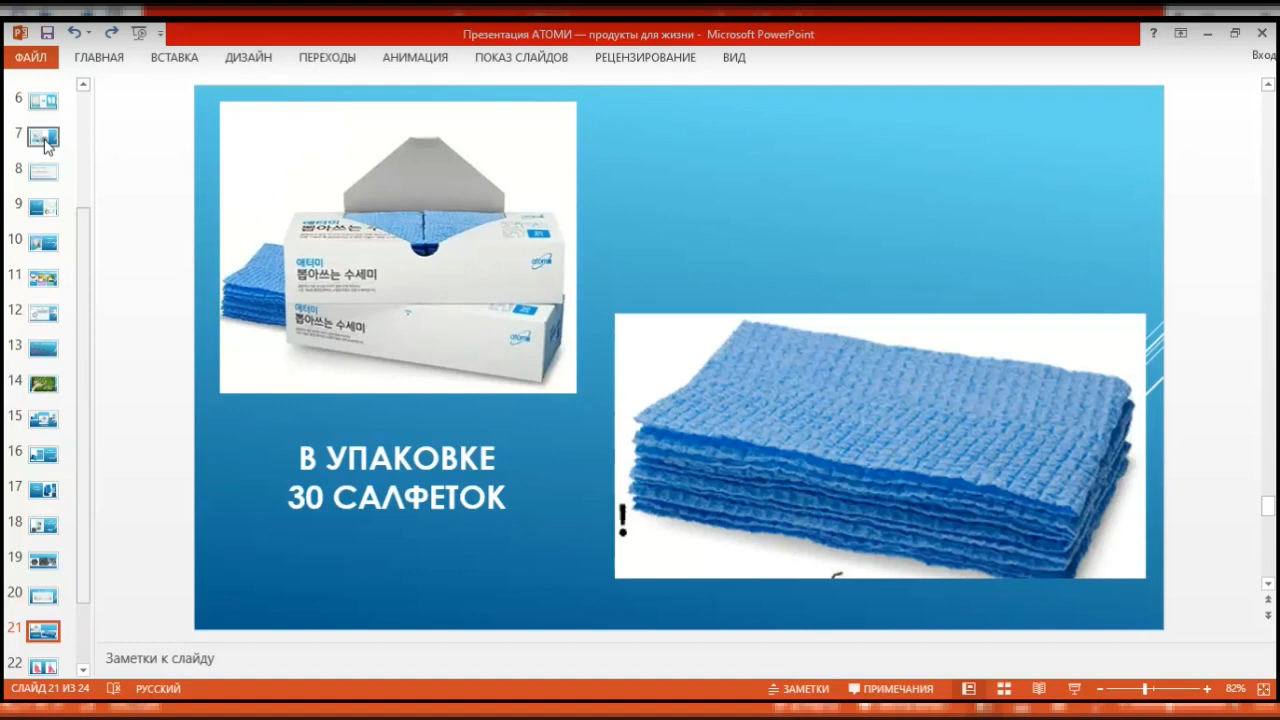 Презентация АТОМИ — продукты для жизни - Microsoft PowerPoint
?
Вход
ФАЙЛ ГЛАВНАЯ ВСТАВКА ДИЗАЙН ПЕРЕХОДЫ АНИМАЦИЯ ПОКАЗ СЛАЙДОВ РЕЦЕНЗИРОВАНИЕ ВИД
6
7
8
9
10
11
12
13
14
15
16
17
18
19
20
21
22
애터미
뽑아쓰는 수세미
atomi
애터미
뽑아쓰는 수세미
atomi
В УПАКОВКЕ
30 САЛФЕТОК
!
Заметки к слайду
СЛАЙД 21 ИЗ 24 РУССКИЙ ЗАМЕТКИ ПРИМЕЧАНИЯ 82%